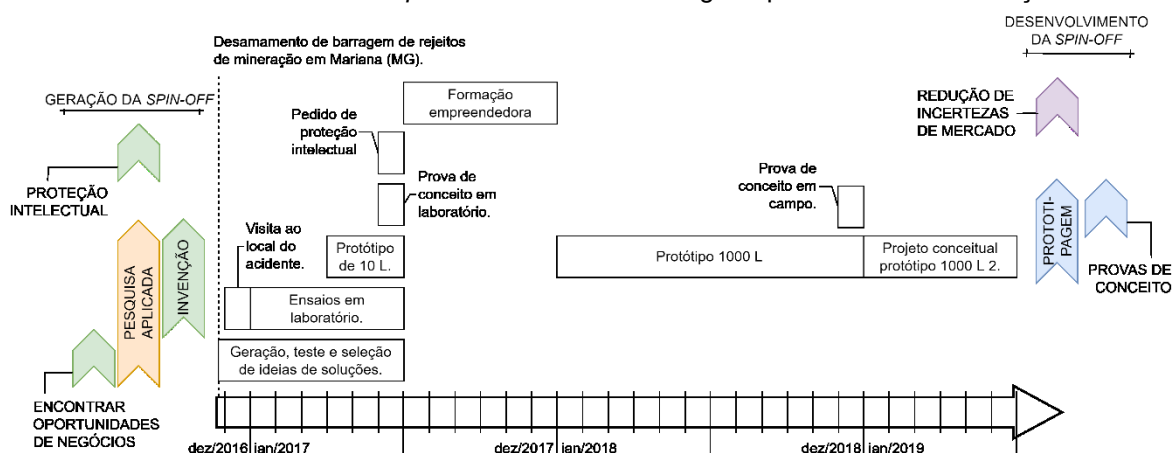 DESENVOLVIMENTO
DA SPIN-OFF
Desamamento de barragem de rejeitos
de mineração em Mariana (MG).
GERAÇÃO DA SPIN-OFF
Formação
empreendedora
REDUÇÃO DE
INCERTEZAS
DE MERCADO
Pedido de
proteção
intelectual
PROTEÇÃO
INTELECTUAL
Prova de
conceito em
laboratório.
Prova de
conceito em
campo.
Visita ao
local do
acidente.
Protótipo
de 10 L.
Protótipo 1000 L
Projeto conceitual
protótipo 1000 L 2.
PROTOTI-
PAGEM
PROVAS DE
CONCEITO
PESQUISA
APLICADA
INVENÇÃO
Ensaios em
laboratório.
Geração, teste e seleção
de ideias de soluções.
ENCONTRAR
OPORTUNIDADES
DE NEGÓCIOS
dez/2016 jan/2017 dez/2017 jan/2018 dez/2018 jan/2019